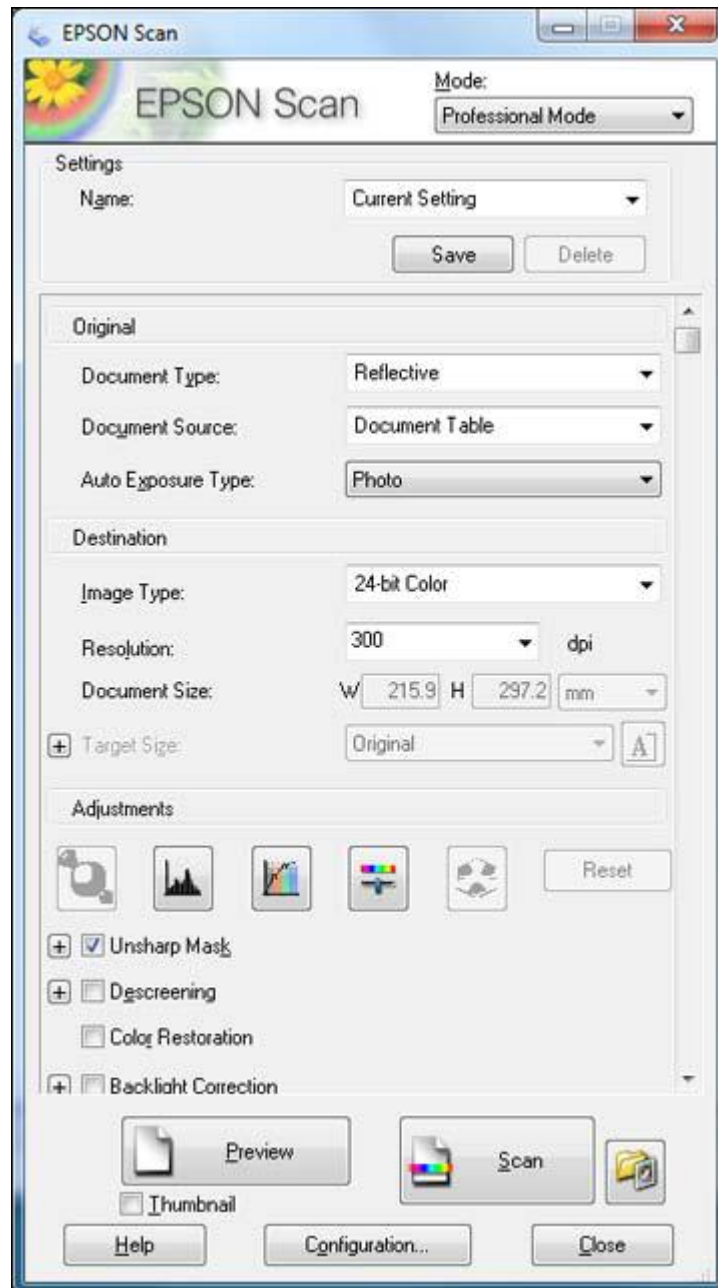 EPSON Scan
EPSON Scan
Mode:
Professional Mode
Settings
Name: Current Setting
Save Delete
Original
Document Type: Reflective
Document Source: Document Table
Auto Exposure Type: Photo
Destination
Image Type: 24-bit Color
Resolution: 300 dpi
Document Size: W 215.9 H 297.2 mm
Target Size: Original A
Adjustments
Reset
Unsharp Mask
Descreening
Color Restoration
Backlight Correction
Preview Scan
Thumbnail
Help Configuration... Close